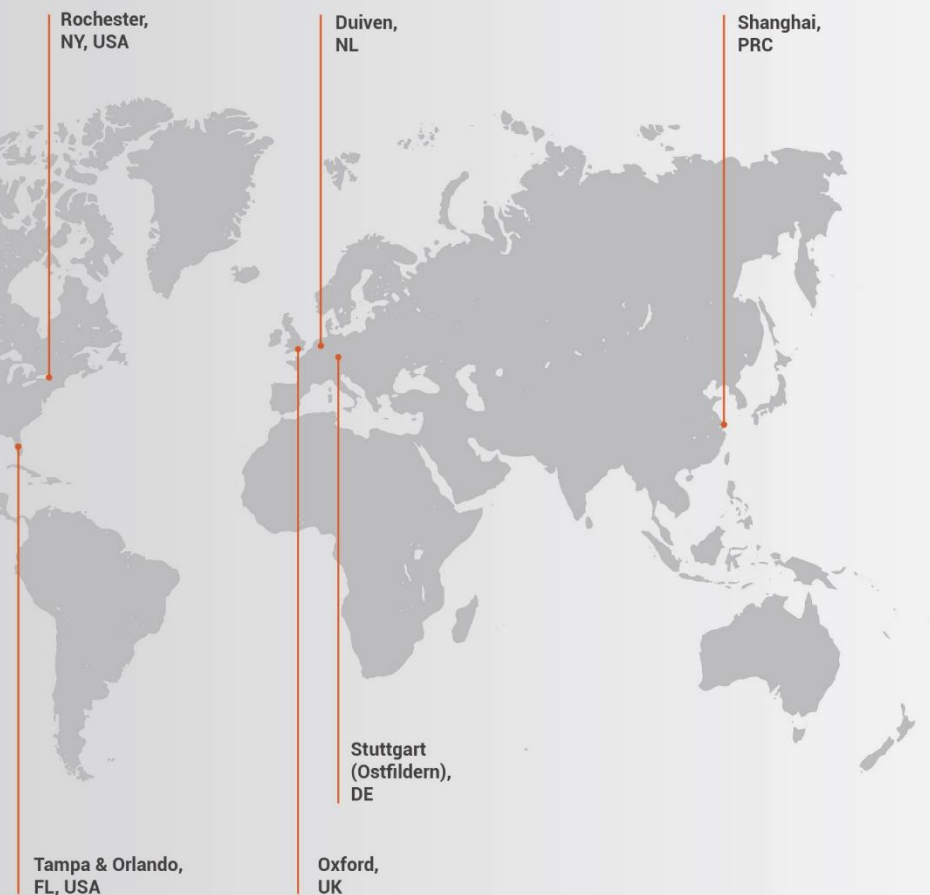 Rochester,
NY, USA
Duiven,
NL
Shanghai,
PRC
Stuttgart
(Ostfildern),
DE
Tampa & Orlando,
FL, USA
Oxford,
UK